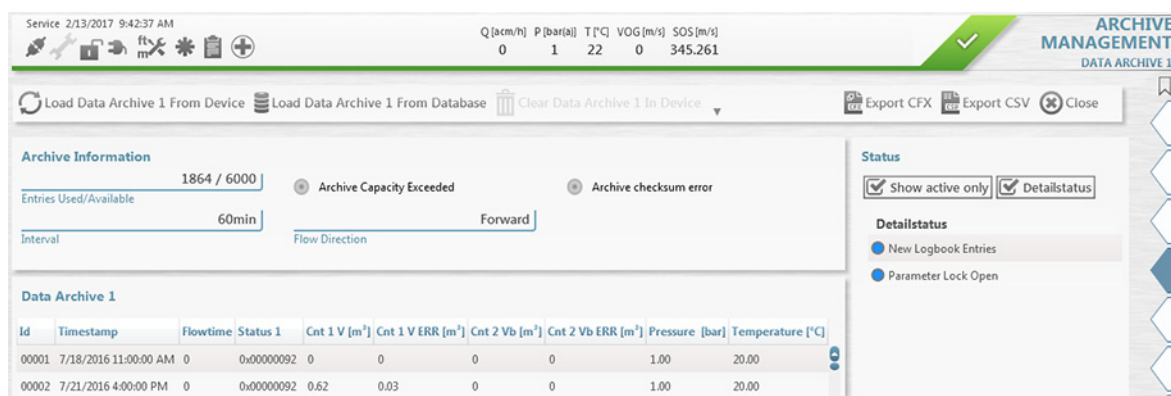 Service 2/13/2017 9:42:37 AM
Q [acm/h] P [bar(a)] T [°C] VOG [m/s] SOS [m/s]
0 1 22 0 345.261
ARCHIVE
MANAGEMENT
DATA ARCHIVE 1
Load Data Archive 1 From Device Load Data Archive 1 From Database Clear Data Archive 1 In Device Export CFX Export CSV Close
Archive Information
1864 / 6000
Entries Used/Available
Archive Capacity Exceeded
Archive checksum error
60min
Interval
Forward
Flow Direction
Status
Show active only Detailstatus
Detailstatus
New Logbook Entries
Parameter Lock Open
Data Archive 1
Id Timestamp Flowtime Status 1 Cnt 1 V [m³] Cnt 1 V ERR [m³] Cnt 2 Vb [m³] Cnt 2 Vb ERR [m³] Pressure [bar] Temperature [°C]
00001 7/18/2016 11:00:00 AM 0 0x00000092 0 0 0 0 1.00 20.00
00002 7/21/2016 4:00:00 PM 0 0x00000092 0.62 0.03 0 0 1.00 20.00